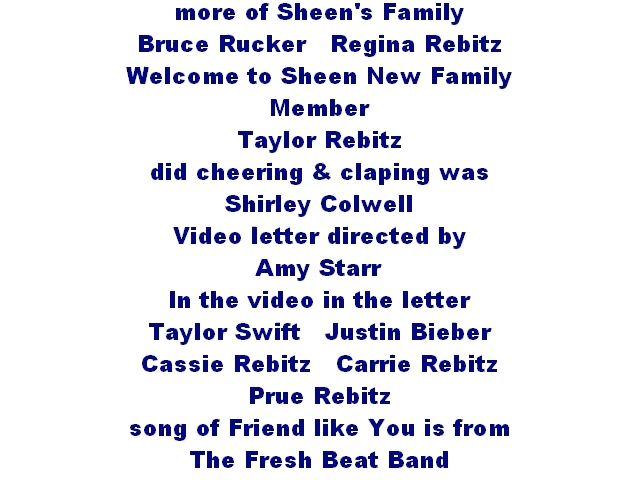 more of Sheen's Family
Bruce Rucker Regina Rebitz
Welcome to Sheen New Family
Member
Taylor Rebitz
did cheering & claping was
Shirley Colwell
Video letter directed by
Amy Starr
In the video in the letter
Taylor Swift Justin Bieber
Cassie Rebitz Carrie Rebitz
Prue Rebitz
song of Friend like You is from
The Fresh Beat Band